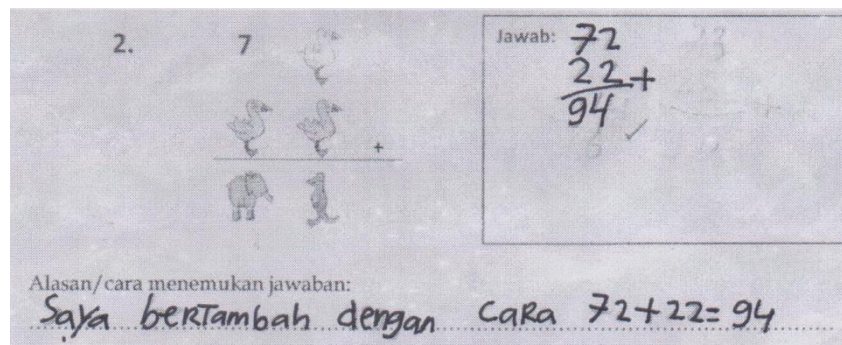 2. 7
+
Jawab: 72
22+
94
Alasan/cara menemukan jawaban:
Saya bertambah dengan cara 72+22=94